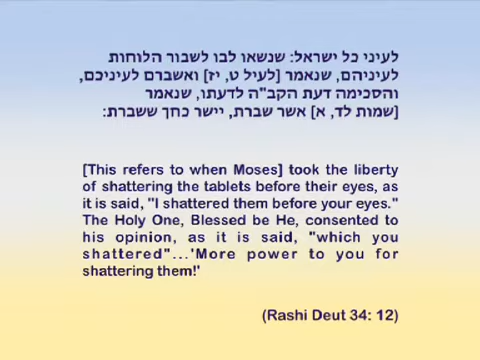 לעיני כל ישראל: שנשאו לבו לשבור הלוחות
לעיניהם, שנאמר [לעיל ט, יז] ואשברם לעיניכם,
והסכימה דעת הקב"ה לדעתו, שנאמר
[שמות לד, א] אשר שברת, יישר כחך ששברת:
[This refers to when Moses] took the liberty
of shattering the tablets before their eyes, as
it is said, "I shattered them before your eyes."
The Holy One, Blessed be He, consented to
his opinion, as it is said, "which you
shattered"...'More power to you for
shattering them!'
(Rashi Deut 34: 12)